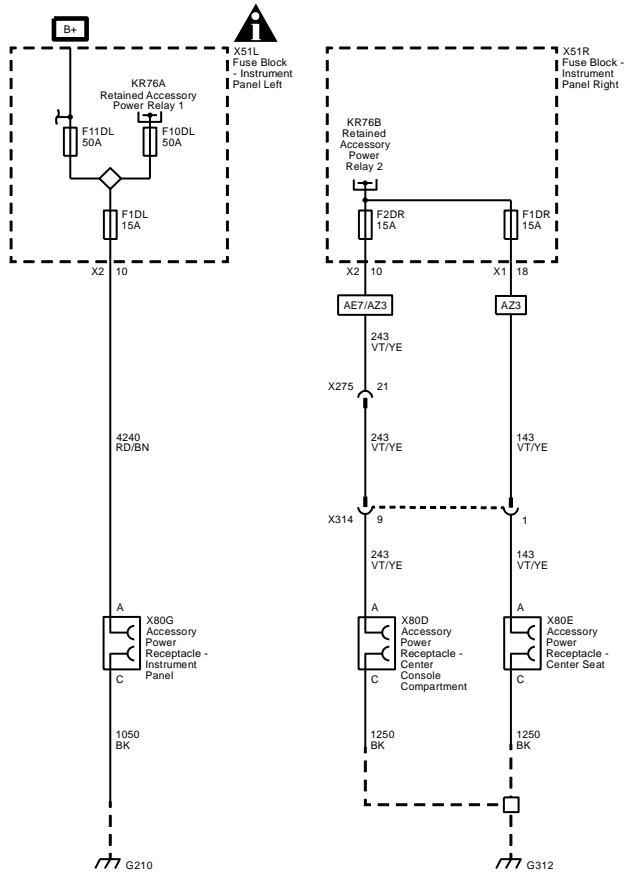 B+
X51L
Fuse Block
- Instrument
Panel Left
KR76A
Retained Accessory
Power Relay 1
F11DL
50A
F10DL
50A
F1DL
15A
X2 10
4240
RD/BN
A
X80G
Accessory
Power
Receptacle -
Instrument
Panel
C
1050
BK
G210
X51R
Fuse Block -
Instrument
Panel Right
KR76B
Retained
Accessory
Power
Relay 2
F2DR
15A
F1DR
15A
X2 10
X1 18
AE7/AZ3
AZ3
243
VT/YE
X275 21
243
VT/YE
143
VT/YE
X314 9
1
243
VT/YE
143
VT/YE
A
X80D
Accessory
Power
Receptacle -
Center
Console
Compartment
C
A
X80E
Accessory
Power
Receptacle -
Center Seat
C
1250
BK
1250
BK
G312